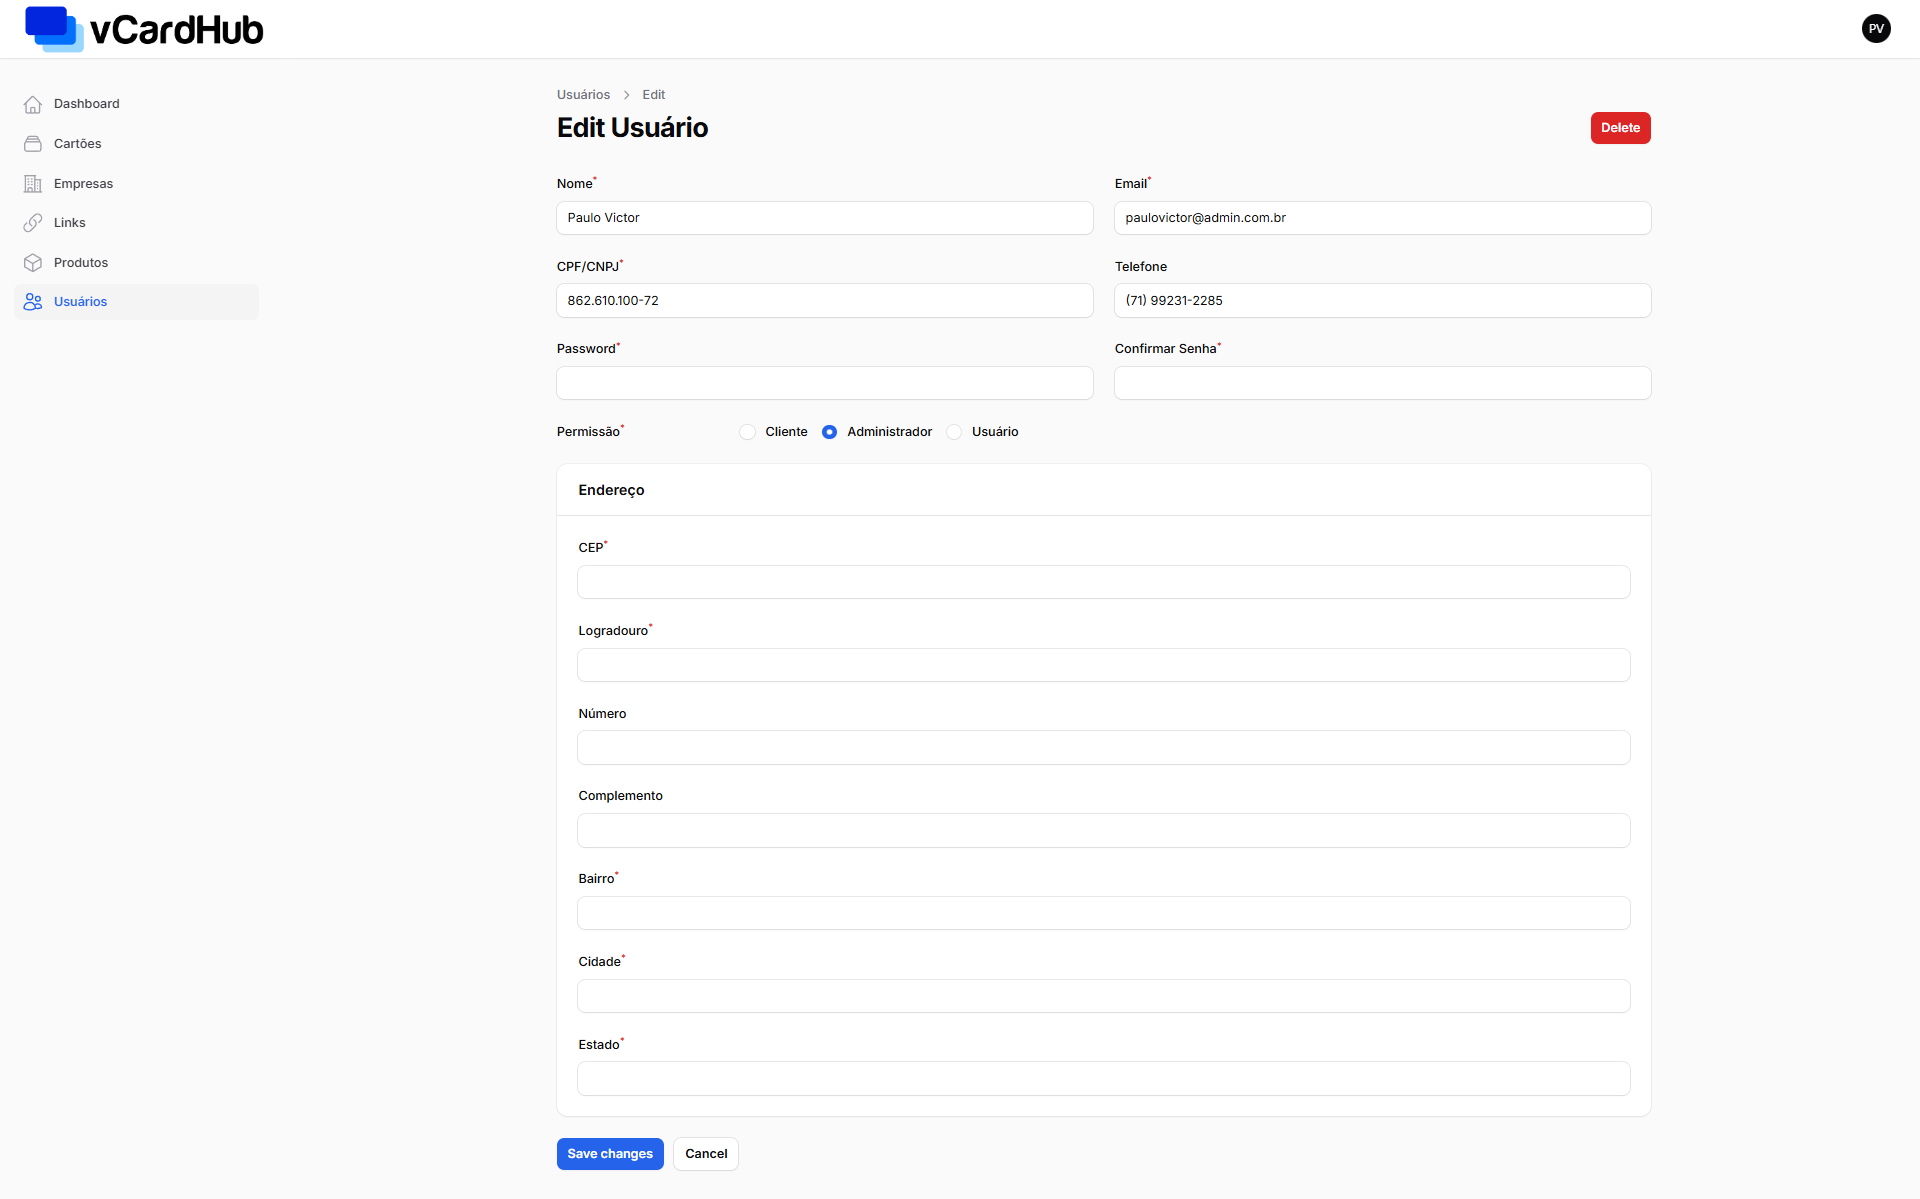 vCardHub
PV
Dashboard
Cartões
Empresas
Links
Produtos
Usuários
Usuários > Edit
Edit Usuário
Delete
Nome*
Email*
Paulo Victor
paulovictor@admin.com.br
CPF/CNPJ*
Telefone
862.610.100-72
(71) 99231-2285
Password*
Confirmar Senha*
Permissão* Cliente Administrador Usuário
Endereço
CEP*
Logradouro*
Número
Complemento
Bairro*
Cidade*
Estado*
Save changes Cancel